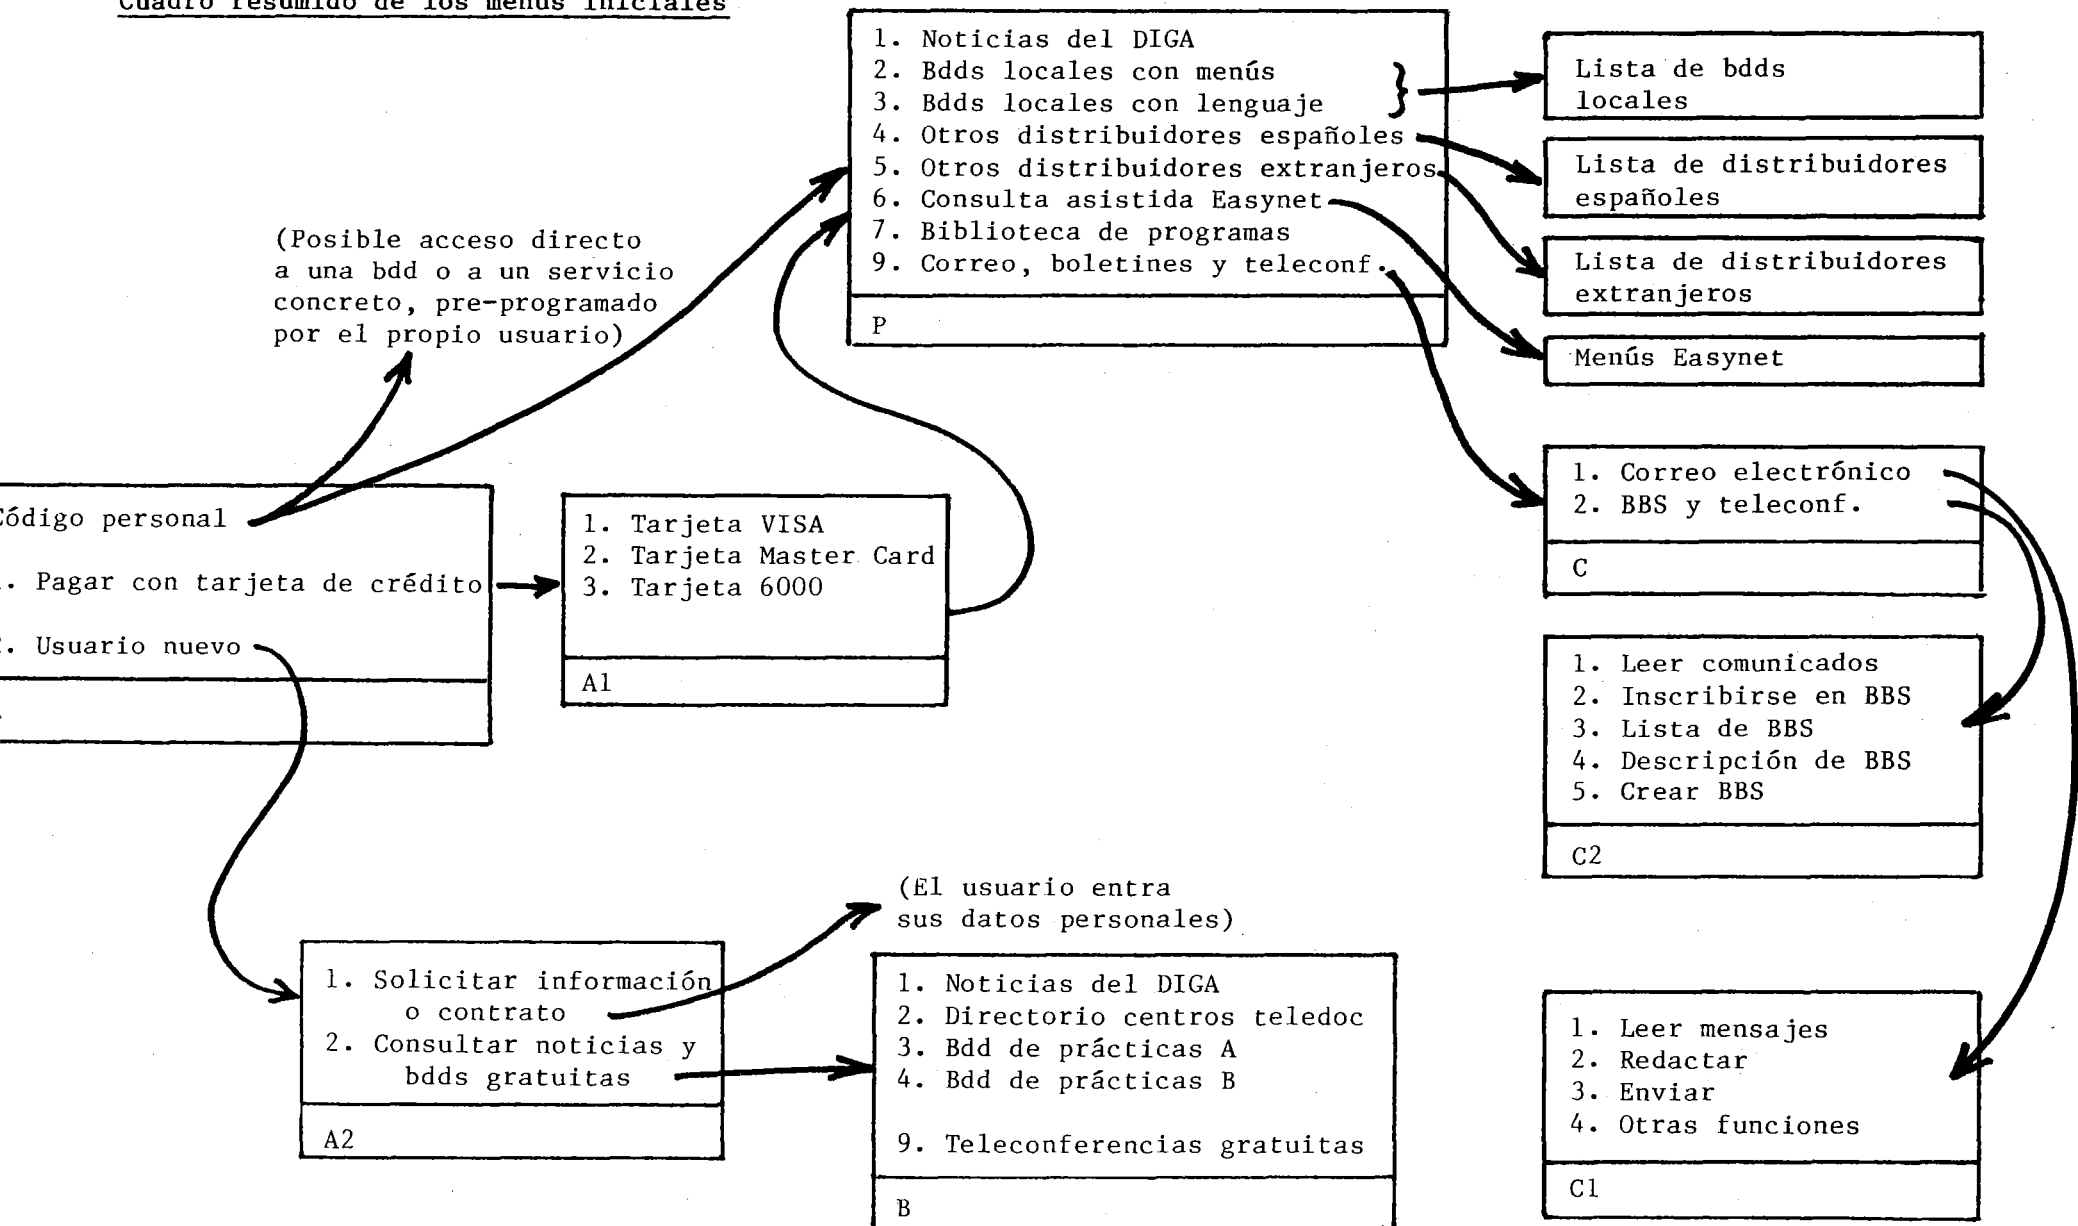 Cuadro resumido de los menús iniciales
1. Noticias del DIGA
2. Bdds locales con menús
3. Bdds locales con lenguaje
4. Otros distribuidores españoles
5. Otros distribuidores extranjeros
6. Consulta asistida Easynet
7. Biblioteca de programas
9. Correo, boletines y teleconf.
P
Lista de bdds
locales
Lista de distribuidores
españoles
Lista de distribuidores
extranjeros
Menús Easynet
(Posible acceso directo
a una bdd o a un servicio
concreto, pre-programado
por el propio usuario)
Código personal
1. Pagar con tarjeta de crédito
2. Usuario nuevo
1. Tarjeta VISA
2. Tarjeta Master Card
3. Tarjeta 6000
A1
1. Correo electrónico
2. BBS y teleconf.
C
1. Leer comunicados
2. Inscribirse en BBS
3. Lista de BBS
4. Descripción de BBS
5. Crear BBS
C2
(El usuario entra
sus datos personales)
1. Solicitar información
o contrato
2. Consultar noticias y
bdds gratuitas
A2
1. Noticias del DIGA
2. Directorio centros teledoc
3. Bdd de prácticas A
4. Bdd de prácticas B
9. Teleconferencias gratuitas
B
1. Leer mensajes
2. Redactar
3. Enviar
4. Otras funciones
C1